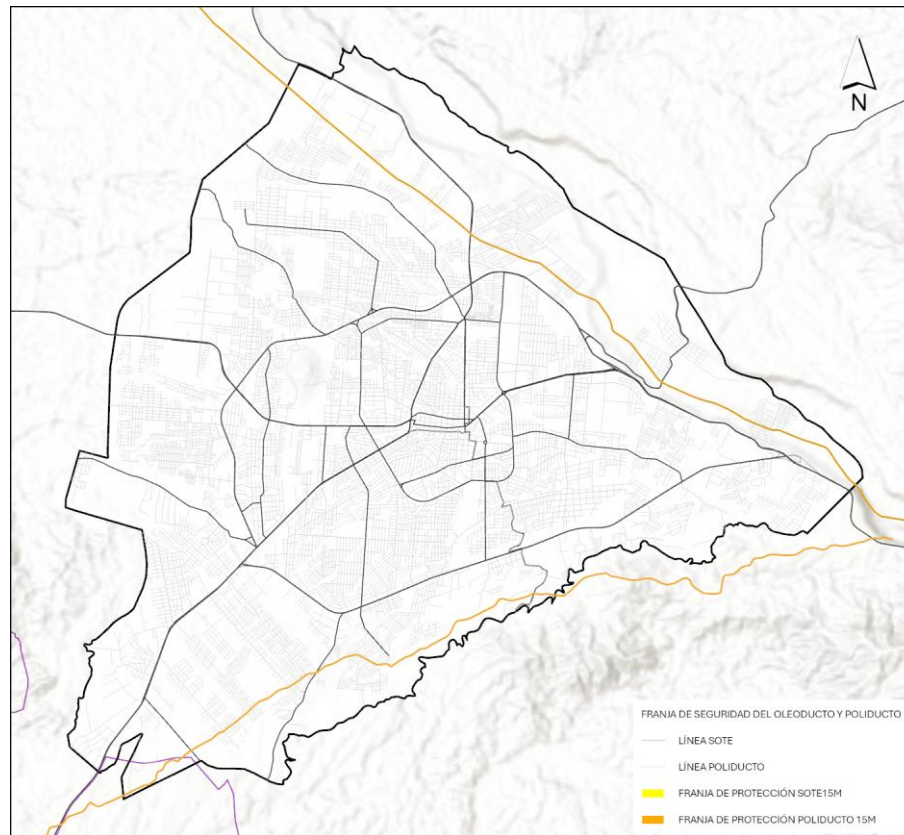 N
FRANJA DE SEGURIDAD DEL OLEODUCTO Y POLIDUCTO
LÍNEA SOTE
LÍNEA POLIDUCTO
FRANJA DE PROTECCIÓN SOTE15M
FRANJA DE PROTECCIÓN POLIDUCTO 15M